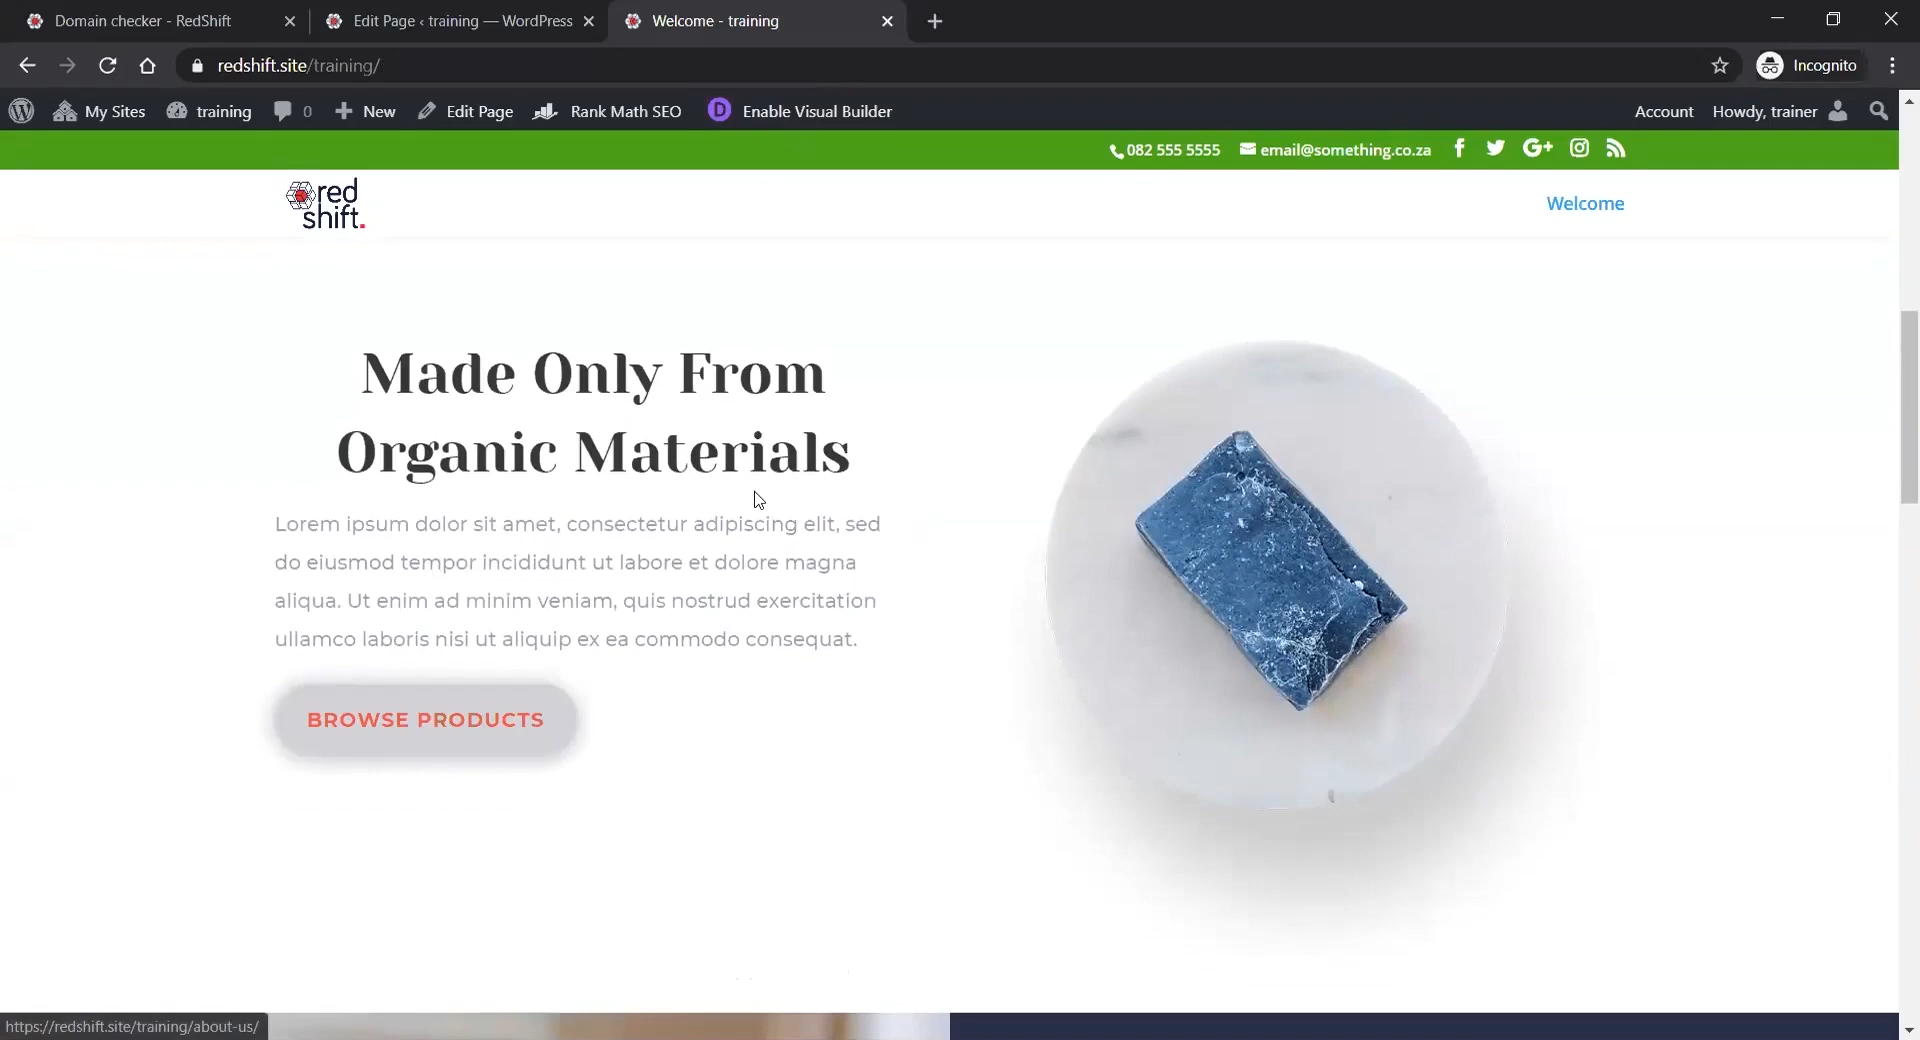 Domain checker - RedShift
Edit Page ‹ training — WordPress
Welcome - training
redshift.site/training/
Incognito
My Sites
training
0
New
Edit Page
Rank Math SEO
D
Enable Visual Builder
Account
Howdy, trainer
082 555 5555
email@something.co.za
G+
red
shift.
Welcome
Made Only From
Organic Materials
Lorem ipsum dolor sit amet, consectetur adipiscing elit, sed
do eiusmod tempor incididunt ut labore et dolore magna
aliqua. Ut enim ad minim veniam, quis nostrud exercitation
ullamco laboris nisi ut aliquip ex ea commodo consequat.
BROWSE PRODUCTS
https://redshift.site/training/about-us/